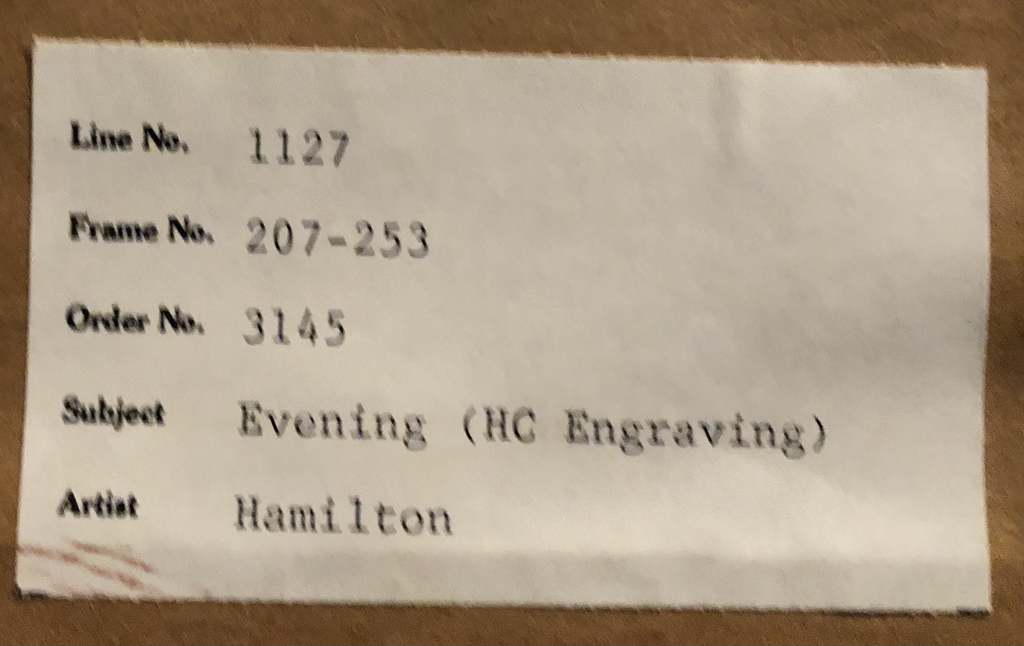 Line No. 1127
Frame No. 207-253
Order No. 3145
Subject Evening (HC Engraving)
Artist Hamilton